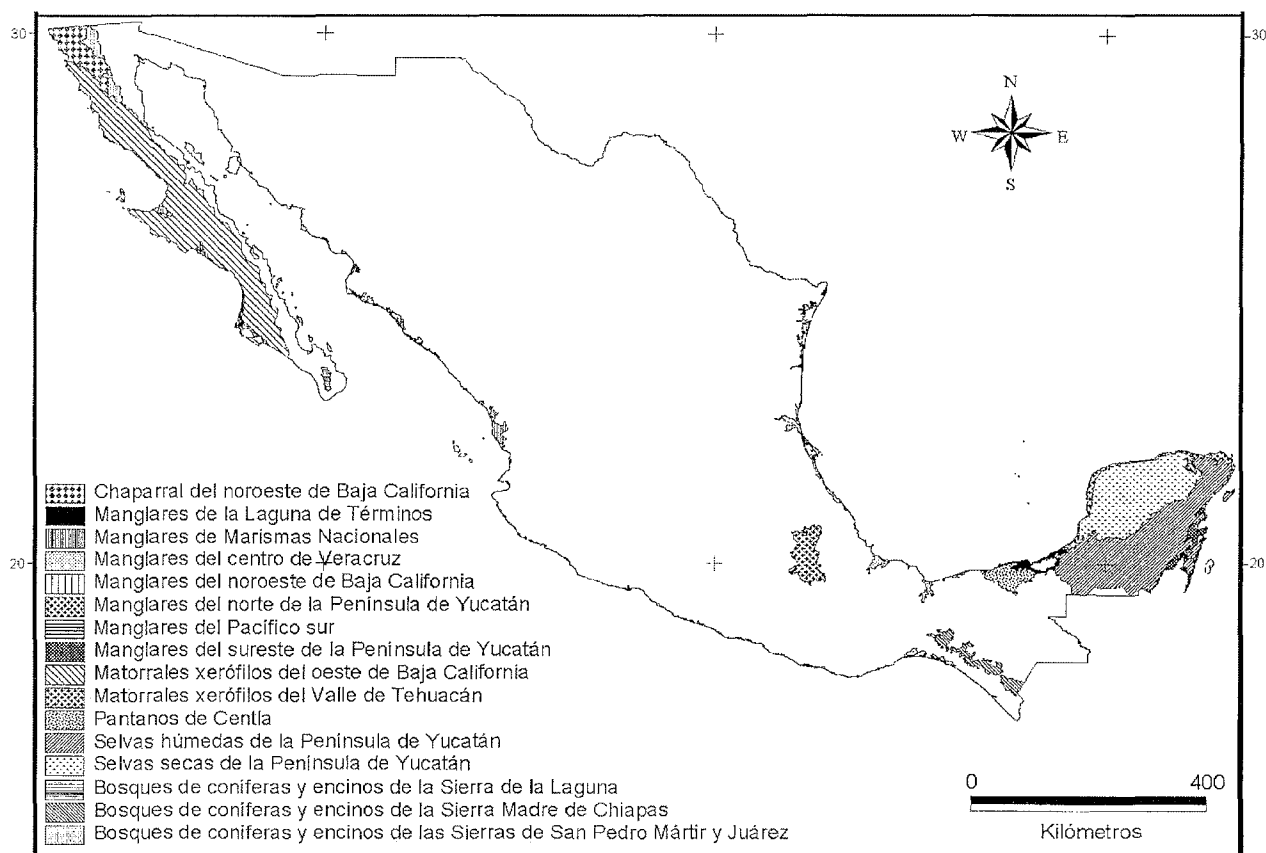 30
30
N
W
E
S
20
20
Chaparral del noroeste de Baja California
Manglares de la Laguna de Términos
Manglares de Marismas Nacionales
Manglares del centro de Veracruz
Manglares del noroeste de Baja California
Manglares del norte de la Península de Yucatán
Manglares del Pacífico sur
Manglares del sureste de la Península de Yucatán
Matorrales xerófilos del oeste de Baja California
Matorrales xerófilos del Valle de Tehuacán
Pantanos de Centla
Selvas húmedas de la Península de Yucatán
Selvas secas de la Península de Yucatán
Bosques de coníferas y encinos de la Sierra de la Laguna
Bosques de coníferas y encinos de la Sierra Madre de Chiapas
Bosques de coníferas y encinos de las Sierras de San Pedro Mártir y Juárez
0
400
Kilómetros